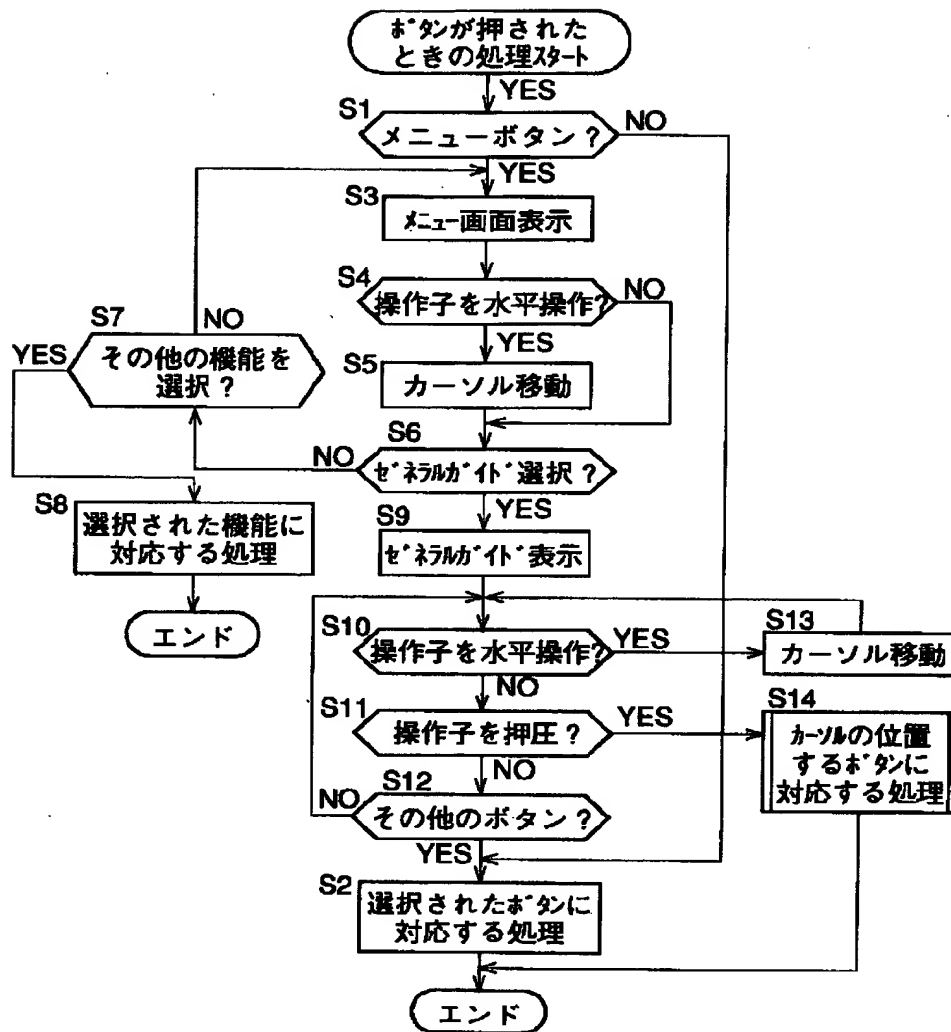 ボタンが押された
ときの処理スタート
YES
S1
メニューボタン?
NO
YES
S3
メニュー画面表示
S4
操作子を水平操作?
NO
YES
S5
カーソル移動
S7
NO
YES
その他の機能を
選択?
S6
ゼネラルガイド選択?
NO
YES
S8
選択された機能に
対応する処理
エンド
S9
ゼネラルガイド表示
S10
操作子を水平操作?
YES
NO
S13
カーソル移動
S11
操作子を押圧?
YES
NO
S14
カーソルの位置
するボタンに
対応する処理
S12
その他のボタン?
NO
YES
S2
選択されたボタンに
対応する処理
エンド